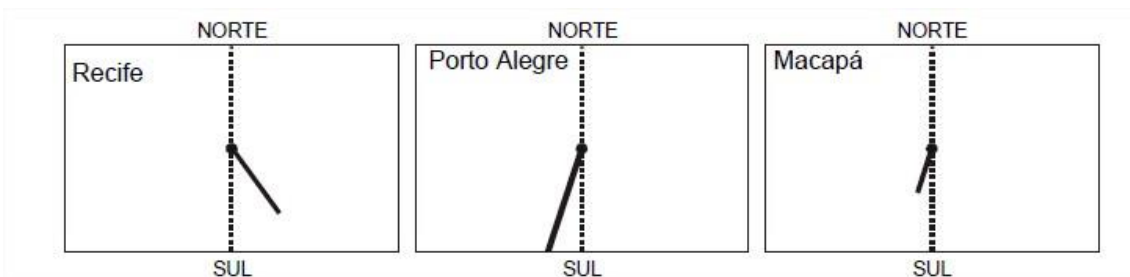 NORTE NORTE NORTE
Recife Porto Alegre Macapá
SUL SUL SUL